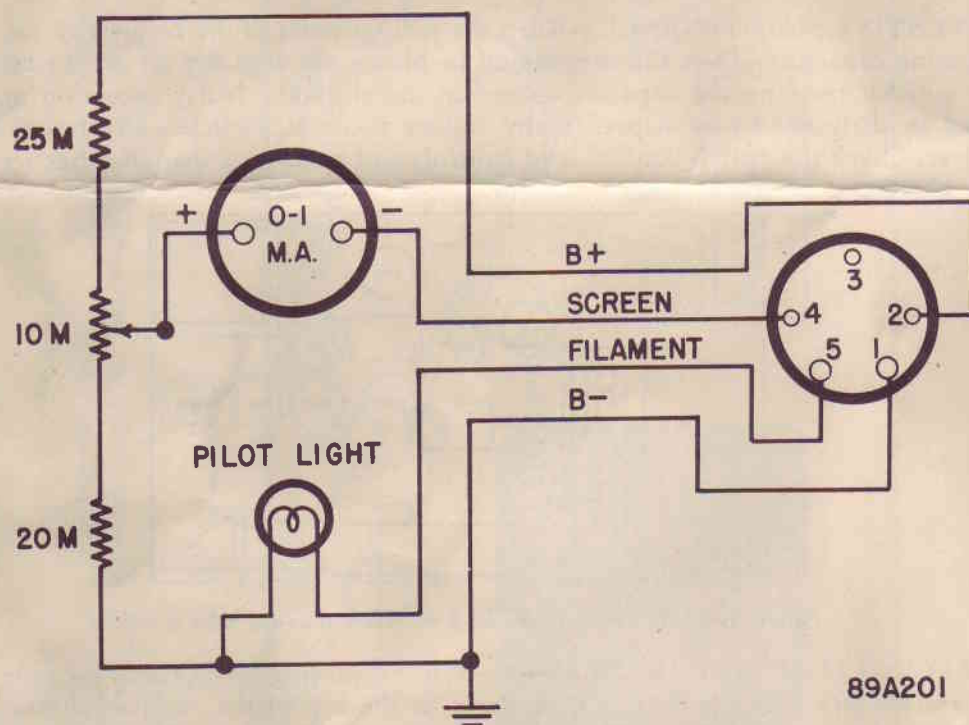 25 M
+
0-1
M.A.
-
B+
3
10 M
SCREEN
4
2
FILAMENT
5
1
B-
PILOT LIGHT
20 M
89A201